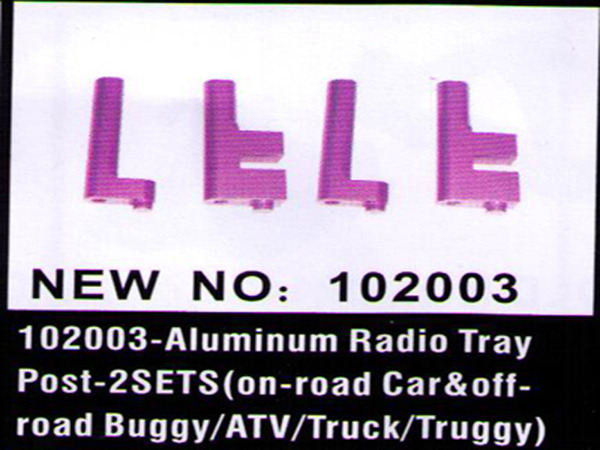 NEW NO: 102003
102003-Aluminum Radio Tray
Post-2SETS(on-road Car&off-
road Buggy/ATV/Truck/Truggy)